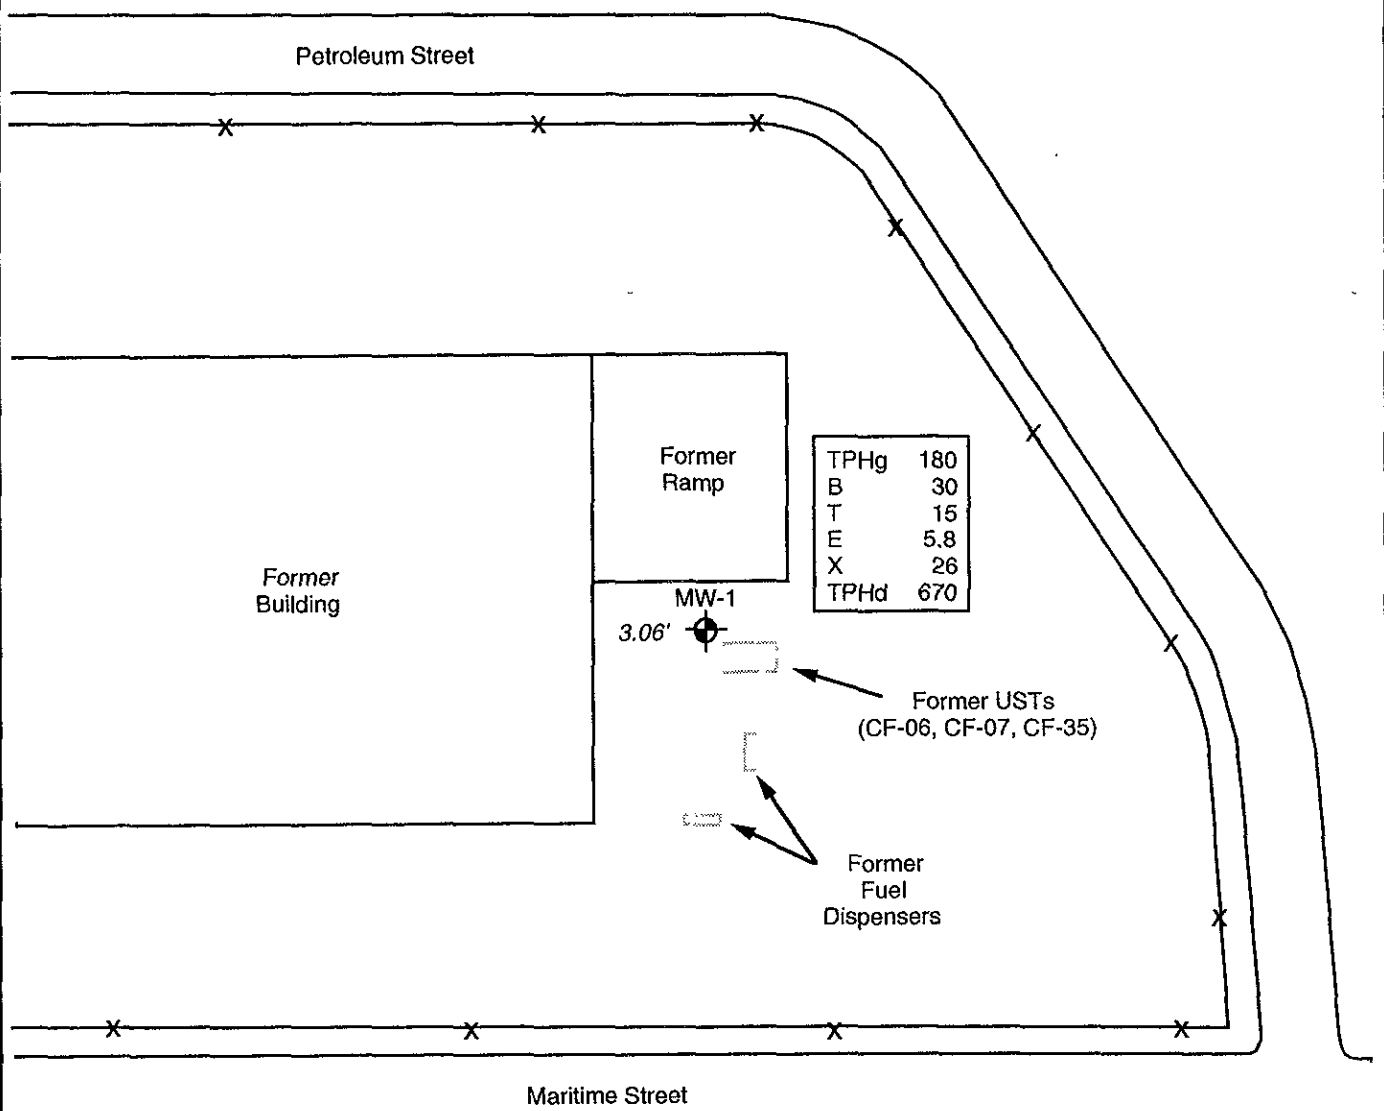 Petroleum Street
Former
Ramp
TPHg 180
B 30
T 15
E 5.8
X 26
TPHd 670
Former
Building
MW-1
3.06'
Former USTs
(CF-06, CF-07, CF-35)
Former
Fuel
Dispensers
Maritime Street